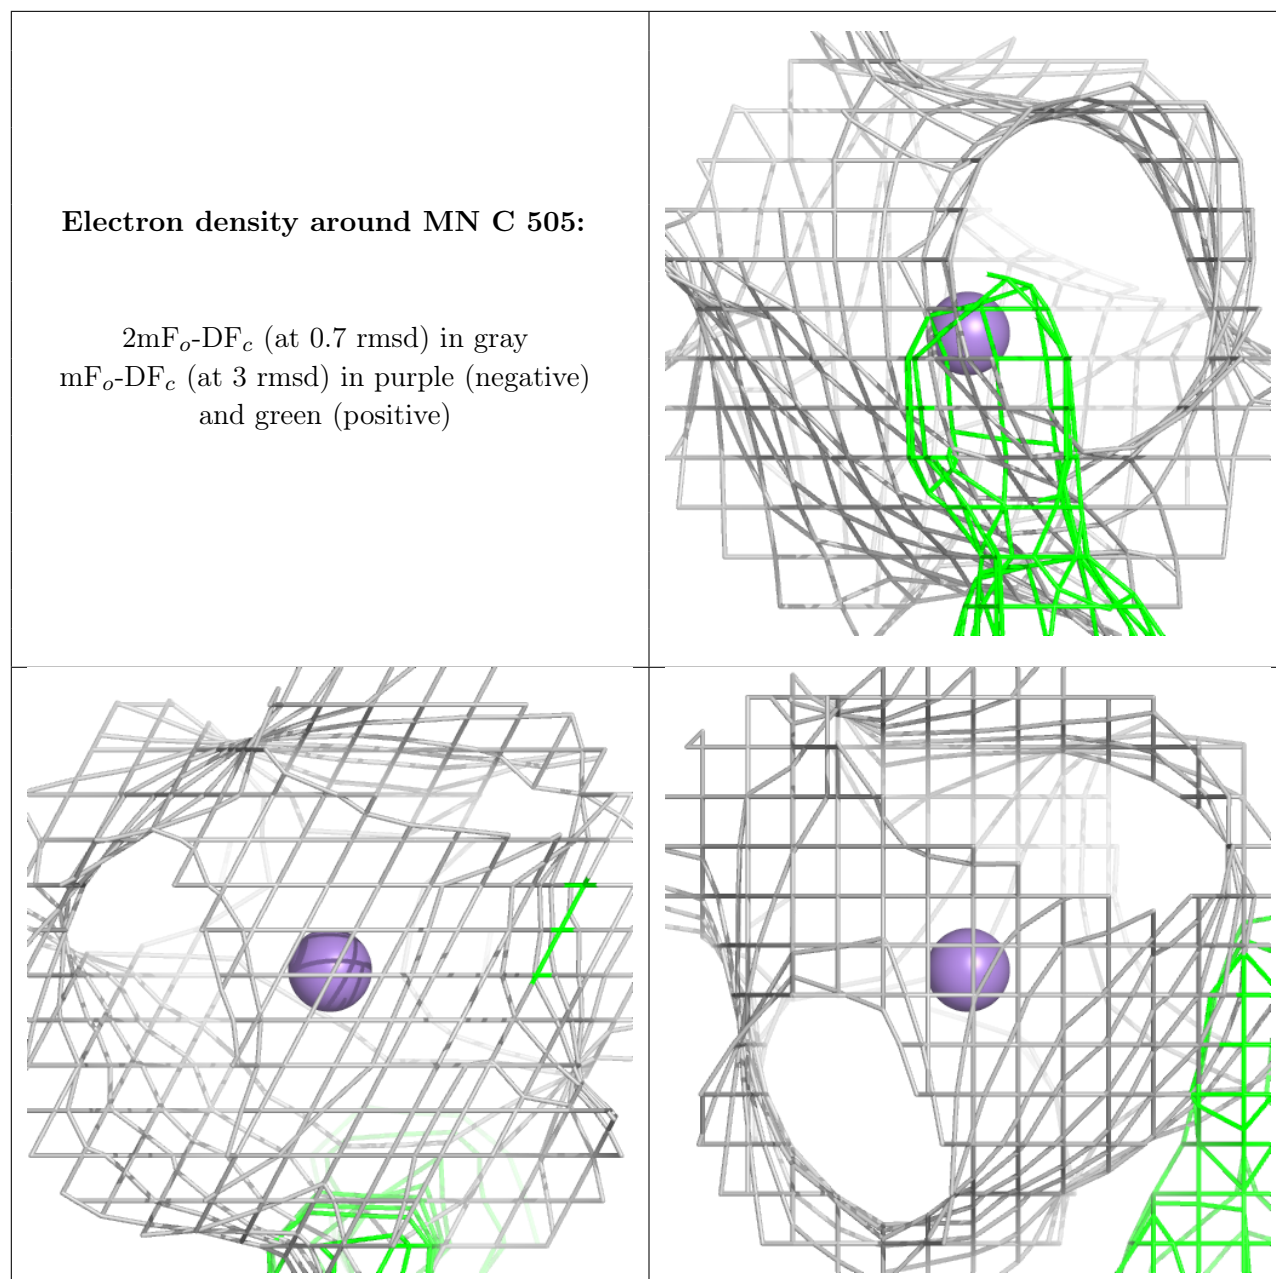 Electron density around MN C 505:
2mFo-DFc (at 0.7 rmsd) in gray
mFo-DFc (at 3 rmsd) in purple (negative)
and green (positive)